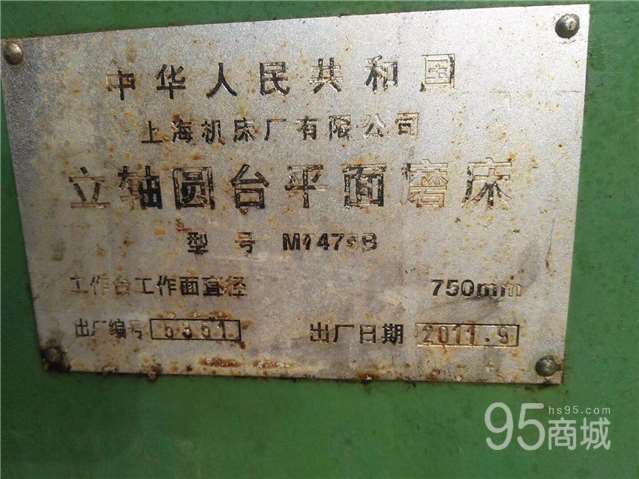 中华人民共和国
上海机床厂有限公司
立轴圆台平面磨床
型号
工作台工作面直径 750mm
出厂编号 出厂日期 2011.9
95商城
hs95.com